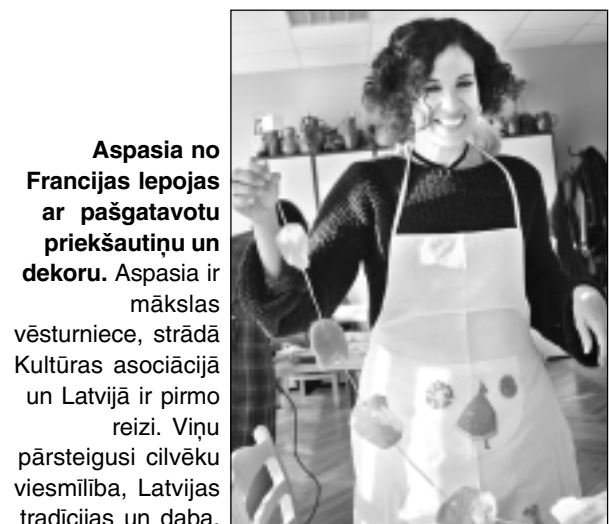 Aspasia no
Francijas lepojas
ar pašgatavotu
priekšautiņu un
dekoru. Aspasia ir
mākslas
vēsturniece, strādā
Kultūras asociācijā
un Latvijā ir pirmo
reizi. Viņu
pārsteigusi cilvēku
viesmīlība, Latvijas
tradīcijas un daba.